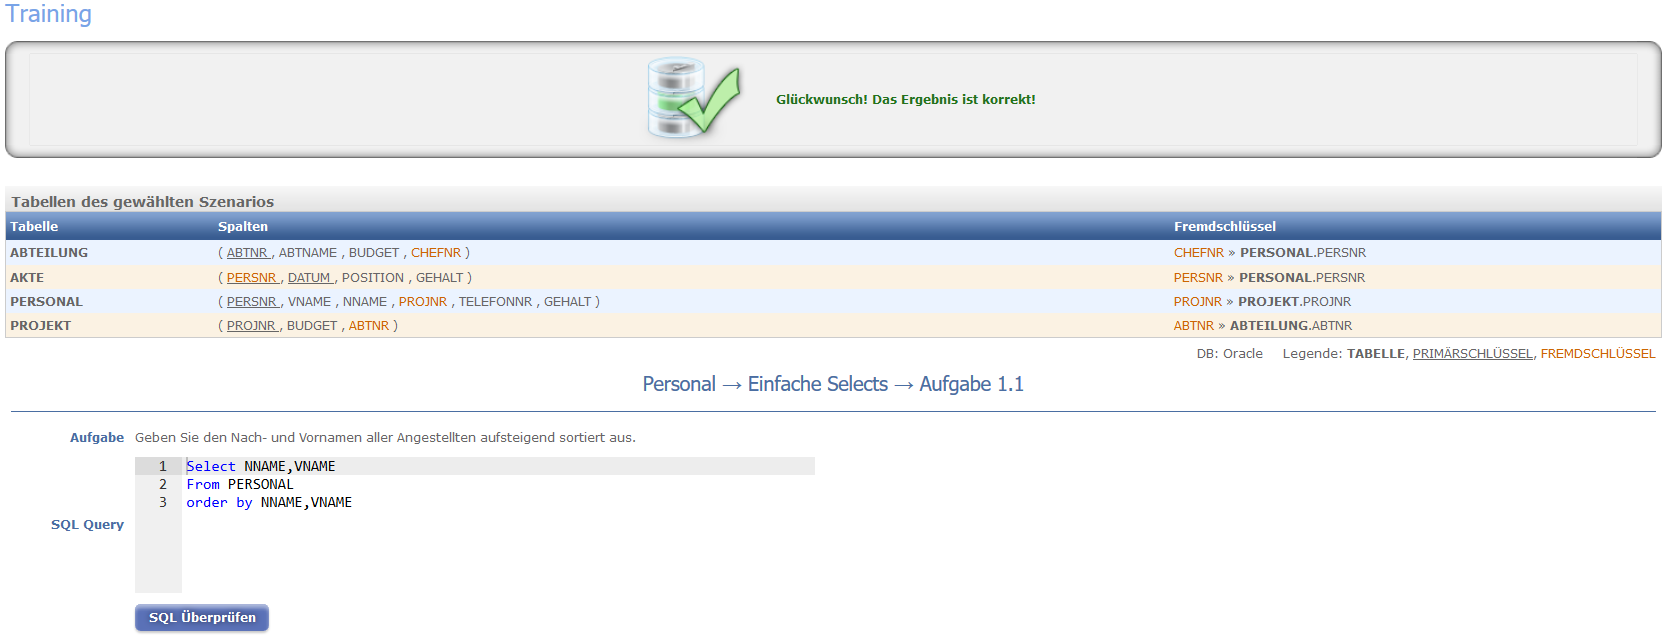 Training
Glückwunsch! Das Ergebnis ist korrekt!
Tabellen des gewählten Szenarios
Tabelle Spalten Fremdschlüssel
ABTEILUNG ( ABTNR , ABTNAME , BUDGET , CHEFNR ) CHEFNR » PERSONAL.PERSNR
AKTE ( PERSNR , DATUM , POSITION , GEHALT ) PERSNR » PERSONAL.PERSNR
PERSONAL ( PERSNR , VNAME , NNAME , PROJNR , TELEFONNR , GEHALT ) PROJNR » PROJEKT.PROJNR
PROJEKT ( PROJNR , BUDGET , ABTNR ) ABTNR » ABTEILUNG.ABTNR
DB: Oracle Legende: TABELLE, PRIMÄRSCHLÜSSEL, FREMDSCHLÜSSEL
Personal → Einfache Selects → Aufgabe 1.1
Aufgabe Geben Sie den Nach- und Vornamen aller Angestellten aufsteigend sortiert aus.
1 Select NNAME,VNAME
2 From PERSONAL
3 order by NNAME,VNAME
SQL Query
SQL Überprüfen